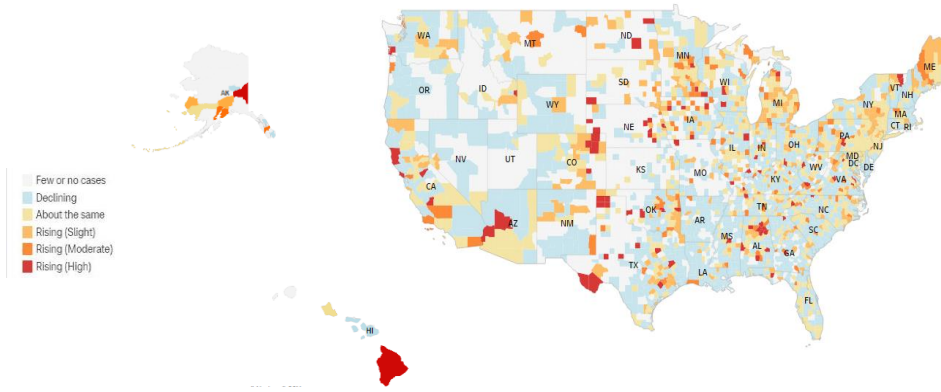 WA
MT
ND
MN
ME
OR
ID
SD
WI
VT
NH
WY
MI
NY
MA
CT RI
IA
NE
PA
NJ
NV
UT
CO
IL
IN
OH
MD
DC
DE
CA
KS
MO
WV
VA
KY
AZ
NM
OK
AR
TN
NC
SC
MS
AL
GA
TX
LA
FL
AK
HI
Few or no cases
Declining
About the same
Rising (Slight)
Rising (Moderate)
Rising (High)